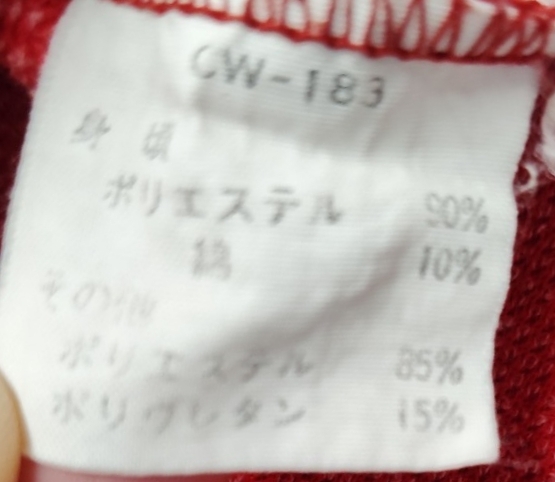 CW-183
身頃
ポリエステル 90%
綿 10%
その他
ポリエステル 85%
ポリウレタン 15%